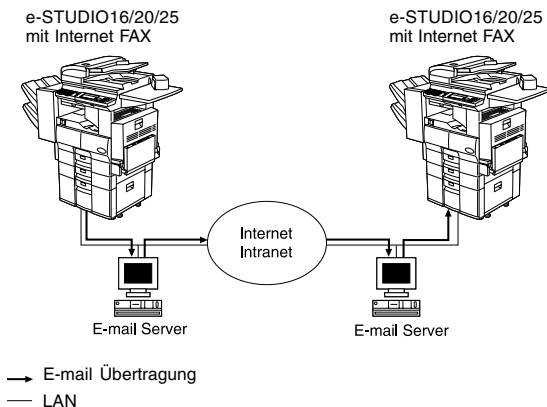 e-STUDIO16/20/25
mit Internet FAX
e-STUDIO16/20/25
mit Internet FAX
Internet
Intranet
E-mail Server
E-mail Server
E-mail Übertragung
LAN